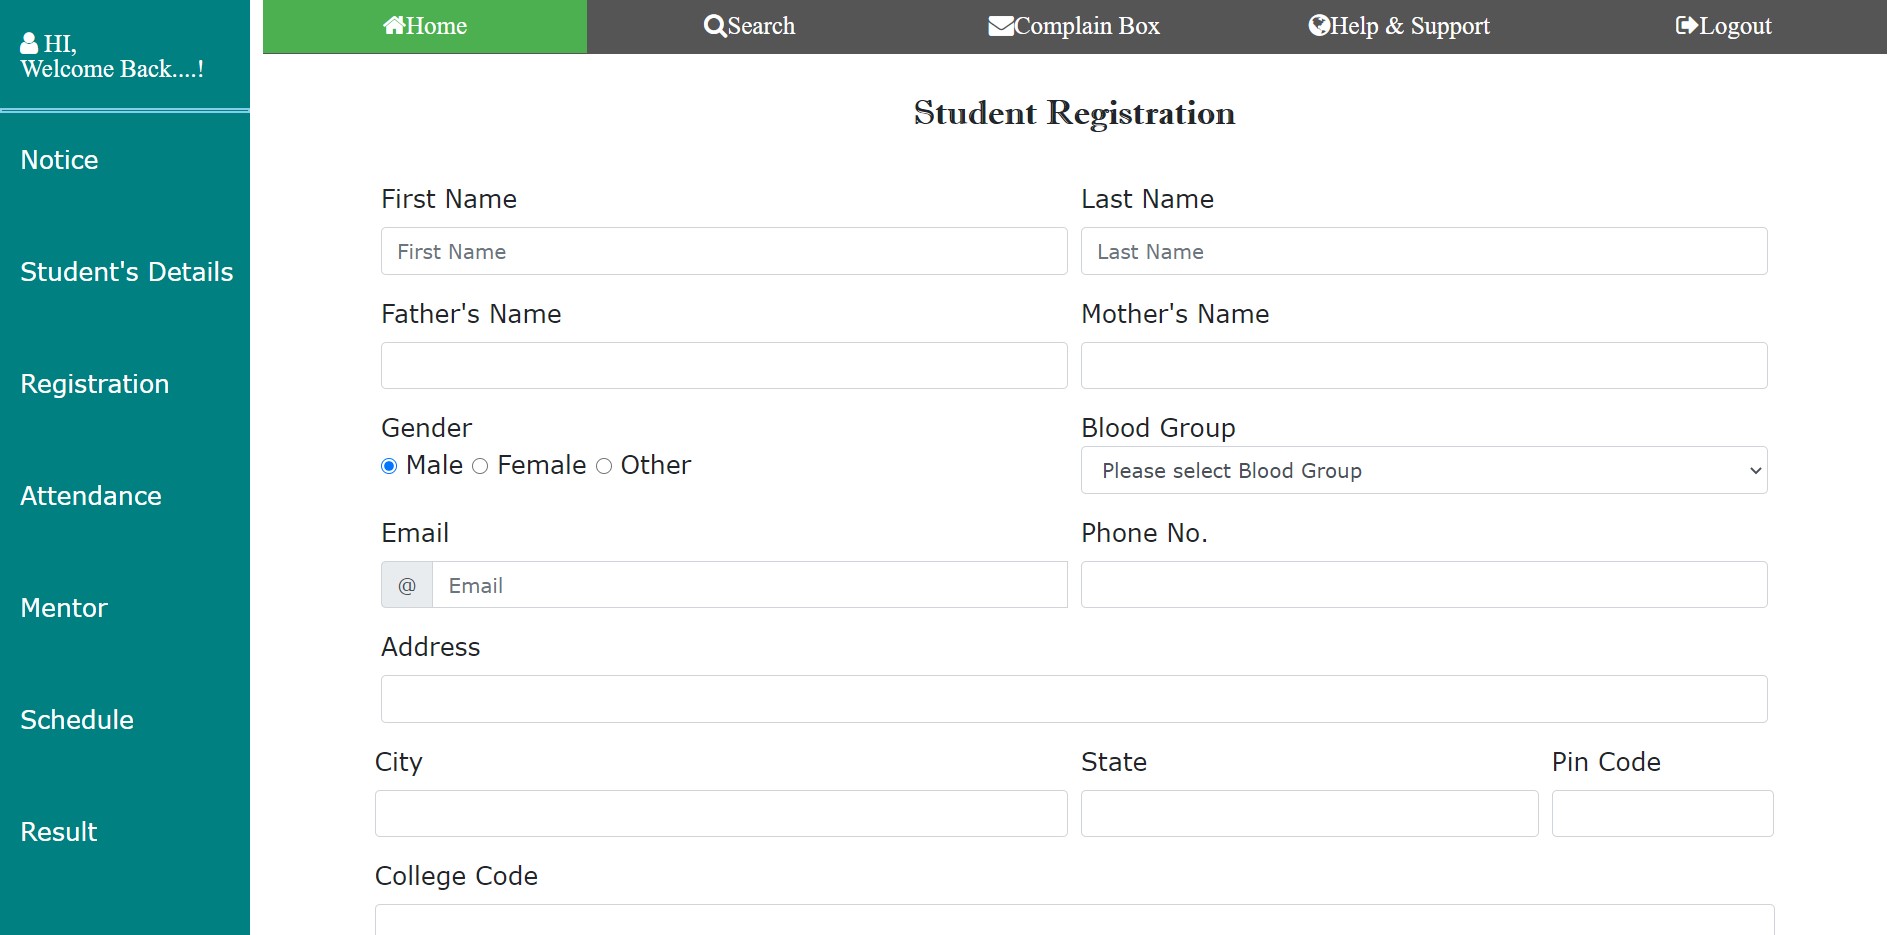 HI,
Welcome Back....!
Notice
Student's Details
Registration
Attendance
Mentor
Schedule
Result
Home Search Complain Box Help & Support Logout
Student Registration
First Name Last Name
First Name Last Name
Father's Name Mother's Name
Gender Blood Group
Male Female Other
Please select Blood Group
Email Phone No.
@ Email
Address
City State Pin Code
College Code